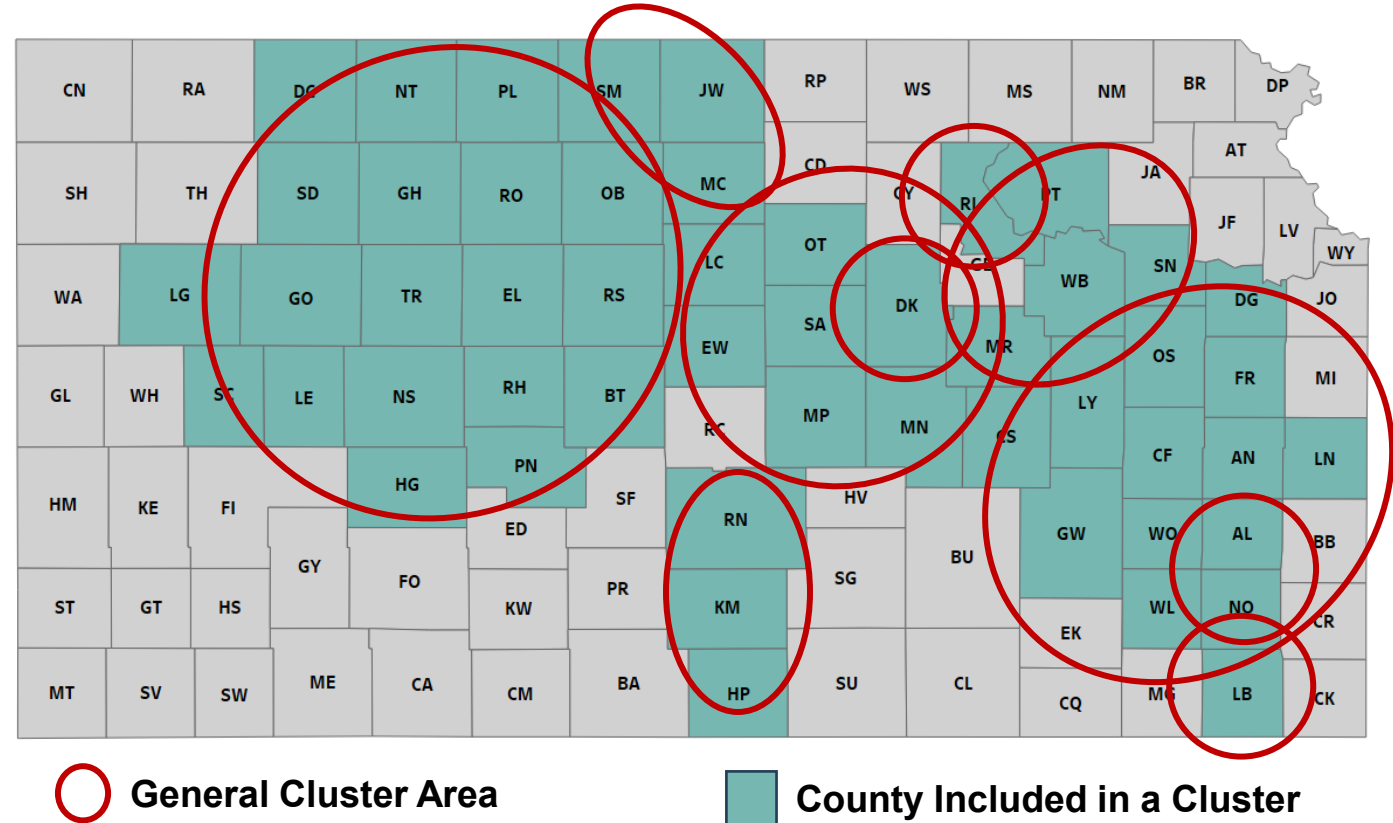 CN RA DC NT PL SM JW RP WS MS NM BR DP
SH TH SD GH RO OB MC CD CY RL PT JA AT
JF LV WY
WA LG GO TR EL RS LC OT DK GE WB SN DG JO
GL WH SC LE NS RH BT EW SA MR LY OS FR MI
RC MP MN CS CF AN LN
HM KE FI HG PN SF RN HV BU GW WO AL BB
GY FO ED
ST GT HS KW PR KM SG EK WL NO CR
MT SV SW ME CA CM BA HP SU CL CQ MG LB CK
General Cluster Area
County Included in a Cluster